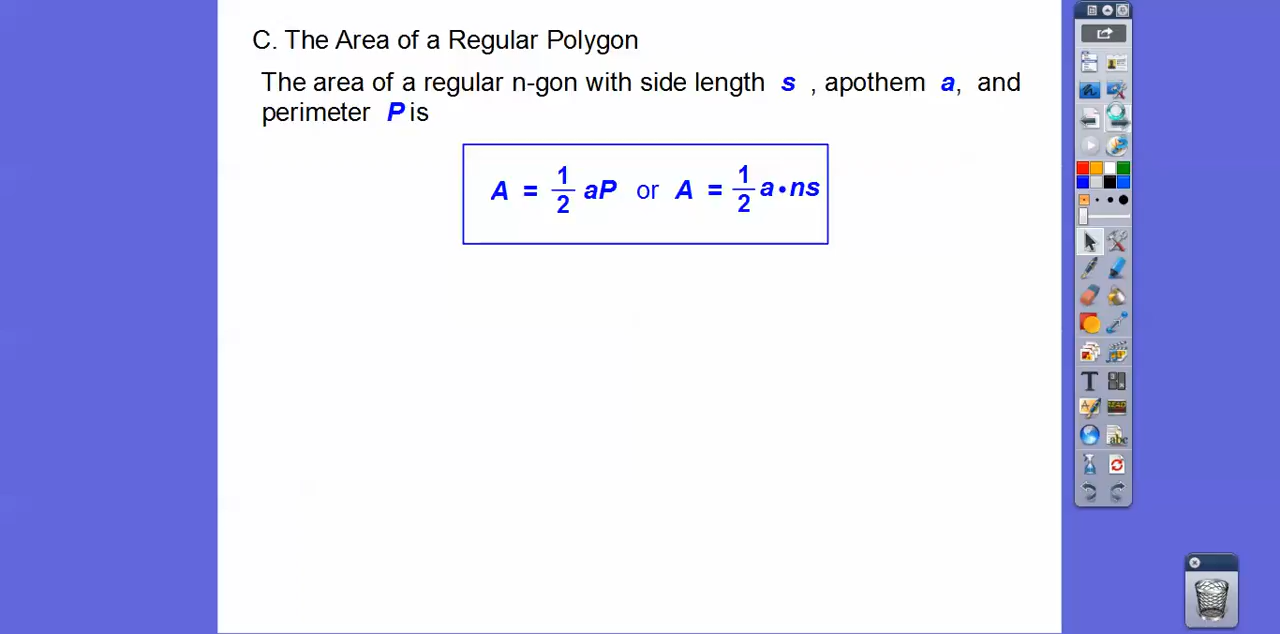 C. The Area of a Regular Polygon
The area of a regular n-gon with side length s , apothem a, and
perimeter P is
A = 1/2 aP or A = 1/2 a•ns